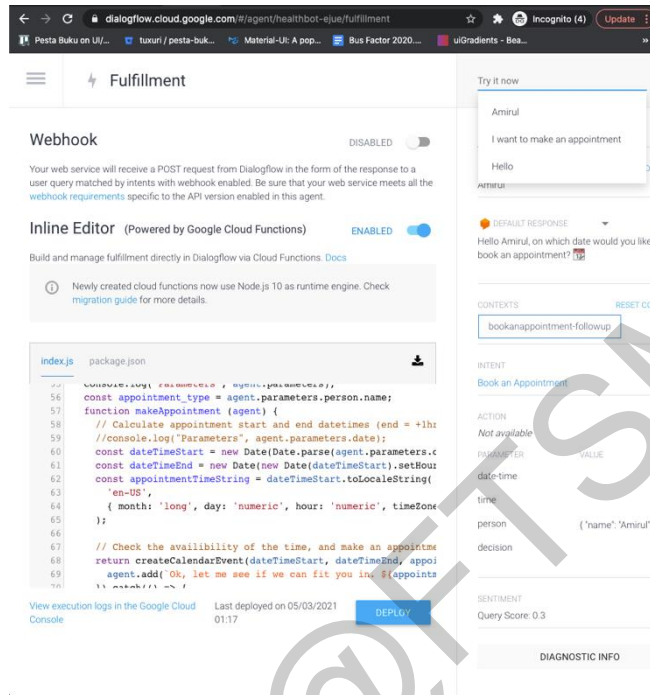 dialogflow.cloud.google.com/#/agent/healthbot-ejue/fulfillment
Incognito (4)
Update
Pesta Buku on UI/...
tuxuri / pesta-buk...
Material-UI: A pop...
Bus Factor 2020....
uiGradients - Bea...
»
Fulfillment
Try it now
Amirul
I want to make an appointment
Hello
Amirul
Webhook
DISABLED
Your web service will receive a POST request from Dialogflow in the form of the response to a
user query matched by intents with webhook enabled. Be sure that your web service meets all the
webhook requirements specific to the API version enabled in this agent.
Inline Editor (Powered by Google Cloud Functions)
ENABLED
Build and manage fulfillment directly in Dialogflow via Cloud Functions. Docs
Newly created cloud functions now use Node.js 10 as runtime engine. Check
migration guide for more details.
index.js
package.json
55 console.log("Parameters", agent.parameters);
56 const appointment_type = agent.parameters.person.name;
57 function makeAppointment (agent) {
58 // Calculate appointment start and end datetimes (end = +1hr
59 //console.log("Parameters", agent.parameters.date);
60 const dateTimeStart = new Date(Date.parse(agent.parameters.c
61 const dateTimeEnd = new Date(new Date(dateTimeStart).setHour
62 const appointmentTimeString = dateTimeStart.toLocaleString(
63 'en-US',
64 { month: 'long', day: 'numeric', hour: 'numeric', timeZone
65 );
66
67 // Check the availibility of the time, and make an appointme
68 return createCalendarEvent(dateTimeStart, dateTimeEnd, appoi
69 agent.add(`Ok, let me see if we can fit you in. ${appointm
70 }).catch(() => {
View execution logs in the Google Cloud
Console
Last deployed on 05/03/2021
01:17
DEPLOY
DEFAULT RESPONSE
Hello Amirul, on which date would you like
book an appointment?
CONTEXTS
RESET CO
bookanappointment-followup
INTENT
Book an Appointment
ACTION
Not available
PARAMETER
VALUE
date-time
time
person
{ "name": "Amirul"
decision
SENTIMENT
Query Score: 0.3
DIAGNOSTIC INFO
@FTSM